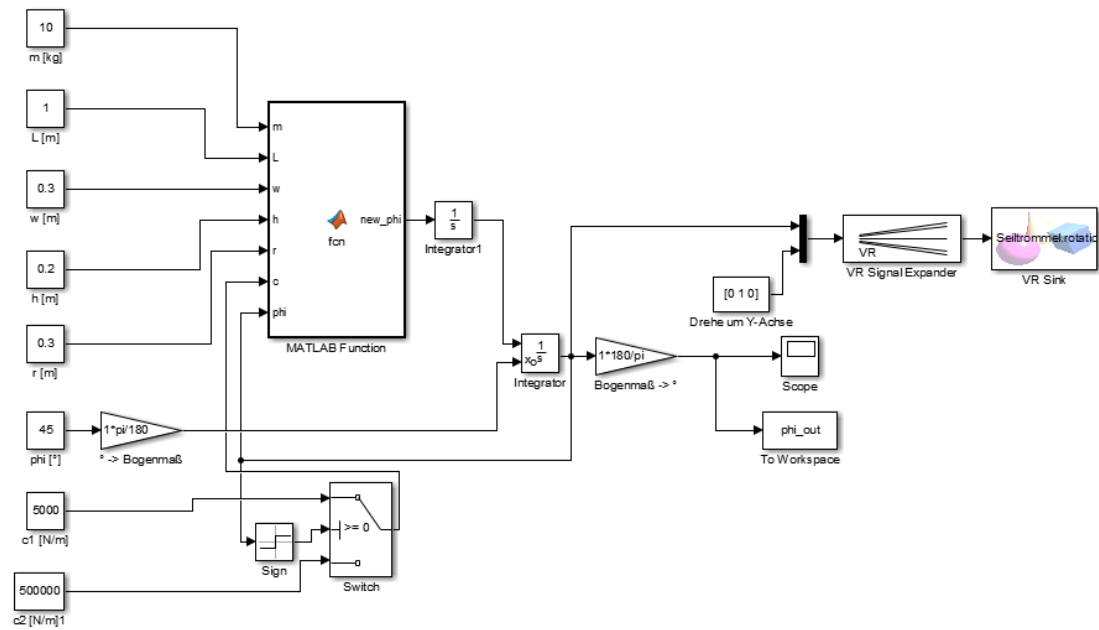 10
m [kg]
1
L [m]
0.3
w [m]
0.2
h [m]
0.3
r [m]
45
phi [°]
1*pi/180
° -> Bogenmaß
5000
c1 [N/m]
500000
c2 [N/m]1
m
L
w
h
r
c
phi
fcn
new_phi
MATLAB Function
1
s
Integrator1
Sign
>= 0
Switch
xo
1
s
Integrator
1*180/pi
Bogenmaß -> °
[0 1 0]
Drehe um Y-Achse
VR
VR Signal Expander
Seiltrommel.rotatio
VR Sink
Scope
phi_out
To Workspace